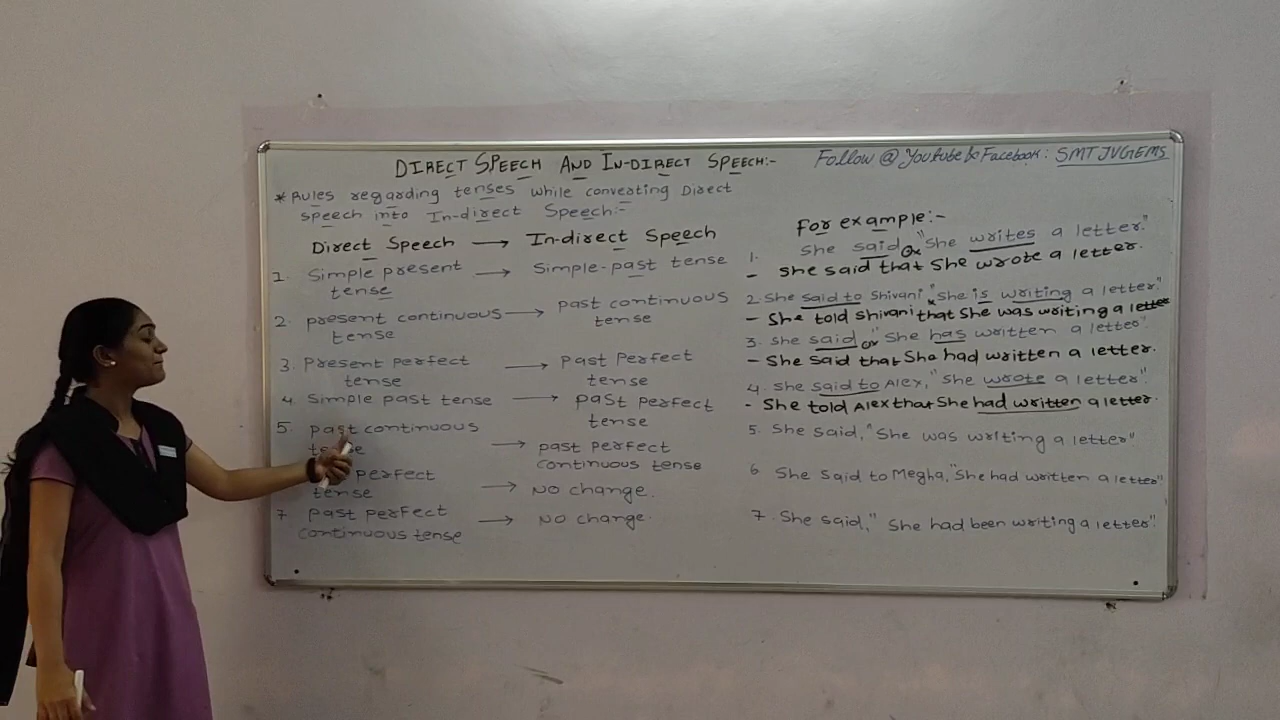 DIRECT SPEECH AND IN-DIRECT SPEECH:-
Follow @ Youtube & Facebook: SMT JVGEMS
* Rules regarding tenses while converting Direct
speech into In-direct Speech:-
Direct Speech → In-direct Speech
1. Simple present → Simple-past tense
tense
2. present continuous → past continuous
tense tense
3. Present perfect → Past Perfect
tense tense
4. Simple past tense → past perfect
tense
5. past continuous → past perfect
continuous tense
perfect → No change.
tense
7. past perfect → No change.
continuous tense
For example:-
1. She said, "She writes a letter."
- She said that She wrote a letter.
2. She said to Shivani, "She is writing a letter."
- She told Shivani that She was writing a letter
3. She said, "She has written a letter."
- She said that She had written a letter.
4. She said to Alex, "She wrote a letter."
- She told Alex that She had written a letter.
5. She said, "She was writing a letter"
6 She said to Megha, "She had written a letter"
7. She said," She had been writing a letter".